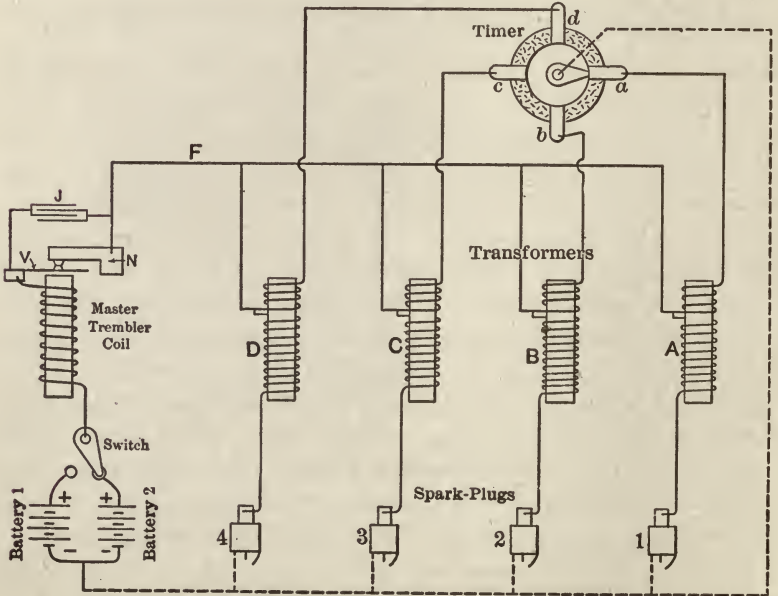 d
Timer
c
a
b
F
J
V
N
Transformers
Master
Trembler
Coil
D
C
B
A
Switch
+
+
Battery 1
Battery 2
-
-
Spark-Plugs
4
3
2
1